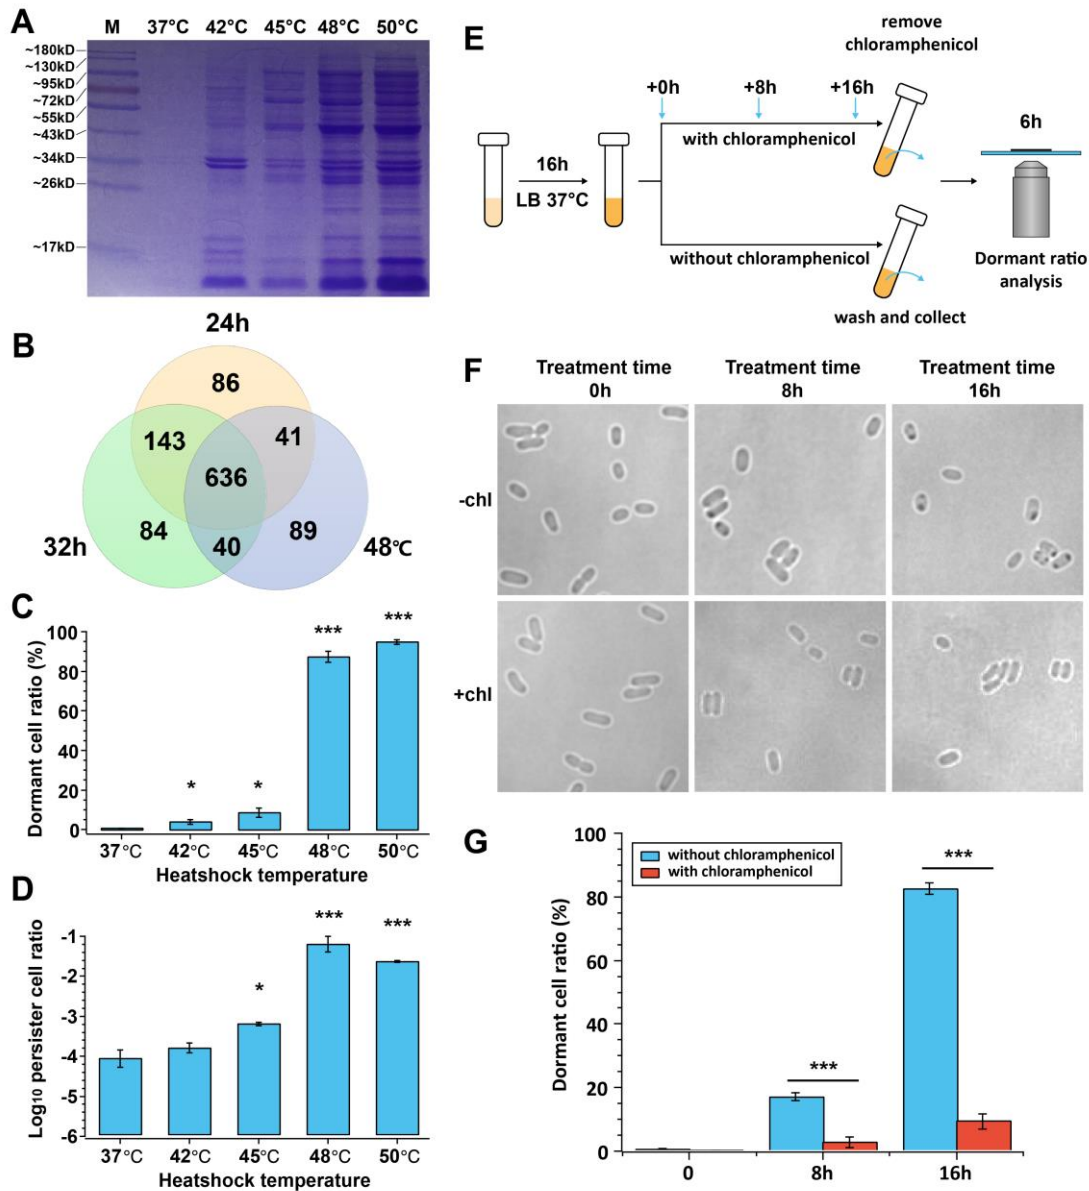 A
M 37°C 42°C 45°C 48°C 50°C
~180kD
~130kD
~95kD
~72kD
~55kD
~43kD
~34kD
~26kD
~17kD
B
24h
86
143
41
636
84
40
89
32h
48℃
C
Dormant cell ratio (%)
100
80
60
40
20
0
*
*
***
***
37°C 42°C 45°C 48°C 50°C
Heatshock temperature
D
Log10 persister cell ratio
-1
-2
-3
-4
-5
-6
*
***
***
37°C 42°C 45°C 48°C 50°C
Heatshock temperature
E
16h
LB 37°C
+0h +8h +16h
with chloramphenicol
without chloramphenicol
remove
chloramphenicol
wash and collect
6h
Dormant ratio
analysis
F
Treatment time
0h
Treatment time
8h
Treatment time
16h
-chl
+chl
G
Dormant cell ratio (%)
100
80
60
40
20
0
without chloramphenicol
with chloramphenicol
***
***
0 8h 16h